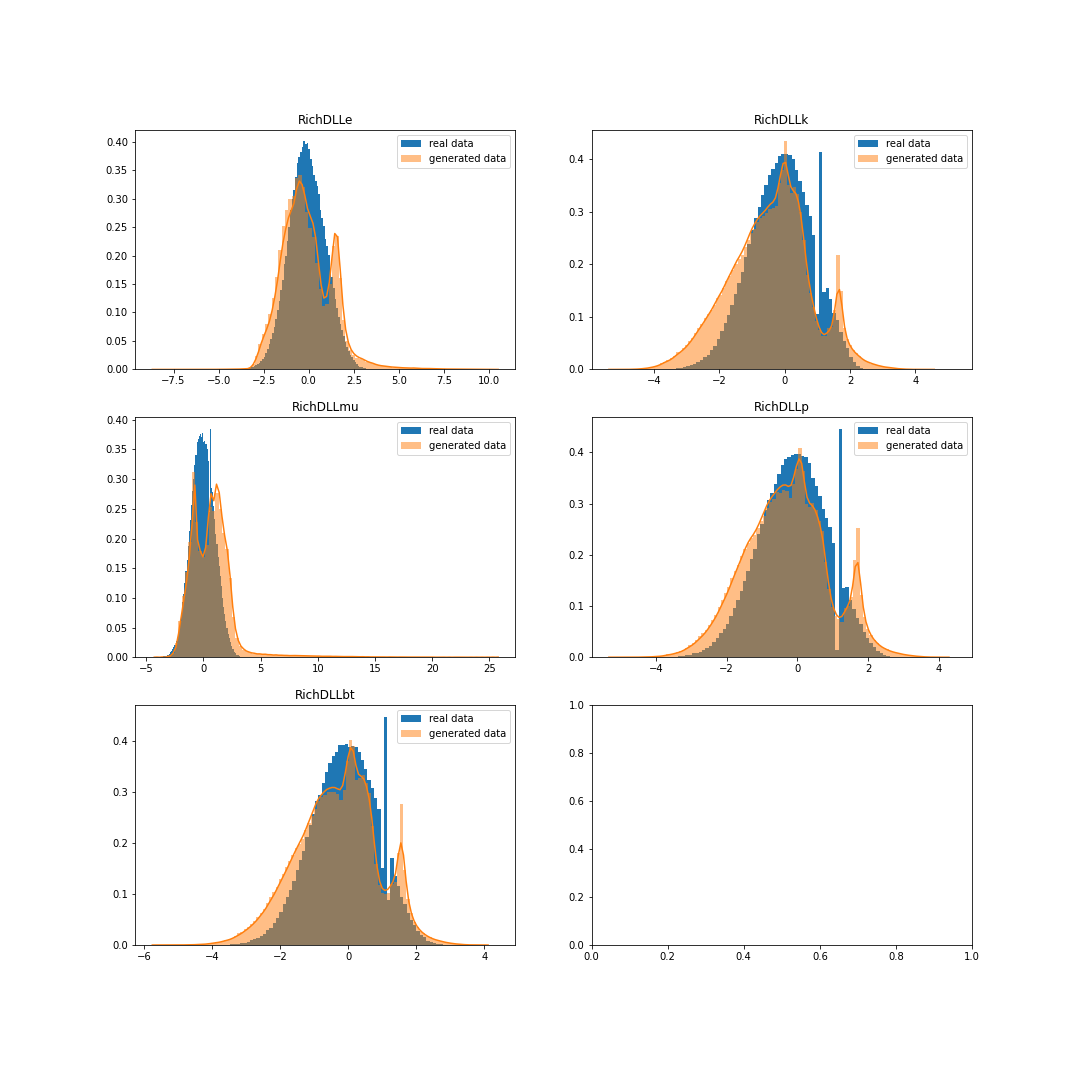 RichDLLe
real data
generated data
0.40
0.35
0.30
0.25
0.20
0.15
0.10
0.05
0.00
−7.5 −5.0 −2.5 0.0 2.5 5.0 7.5 10.0
RichDLLk
real data
generated data
0.4
0.3
0.2
0.1
0.0
−4 −2 0 2 4
RichDLLmu
real data
generated data
0.40
0.35
0.30
0.25
0.20
0.15
0.10
0.05
0.00
−5 0 5 10 15 20 25
RichDLLp
real data
generated data
0.4
0.3
0.2
0.1
0.0
−4 −2 0 2 4
RichDLLbt
real data
generated data
0.4
0.3
0.2
0.1
0.0
−6 −4 −2 0 2 4
1.0
0.8
0.6
0.4
0.2
0.0
0.0 0.2 0.4 0.6 0.8 1.0